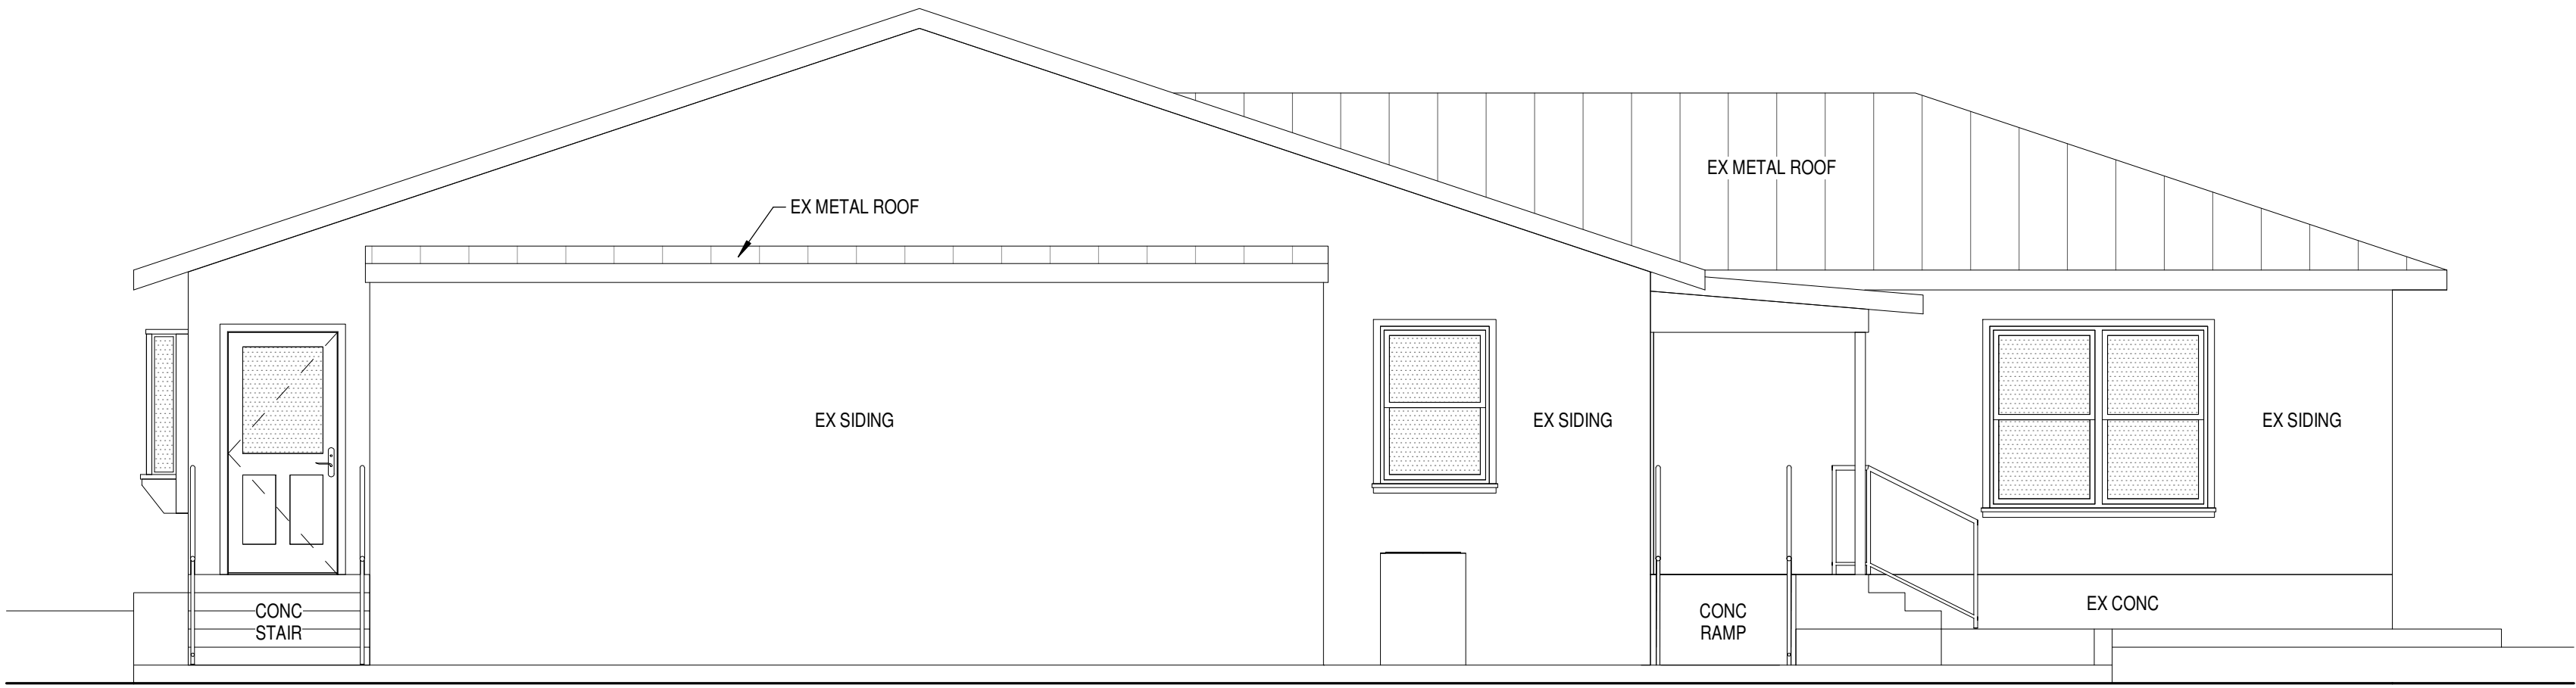 EX METAL ROOF
EX METAL ROOF
EX SIDING
EX SIDING
EX SIDING
CONC
STAIR
CONC
RAMP
EX CONC